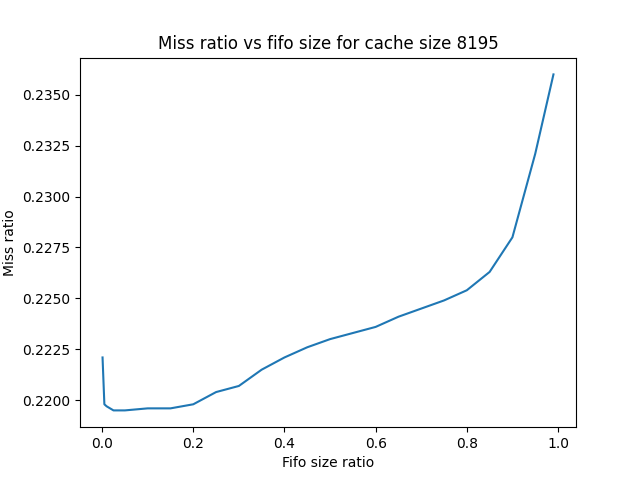 Miss ratio vs fifo size for cache size 8195
0.2350
0.2325
0.2300
0.2275
0.2250
0.2225
0.2200
Miss ratio
0.0 0.2 0.4 0.6 0.8 1.0
Fifo size ratio